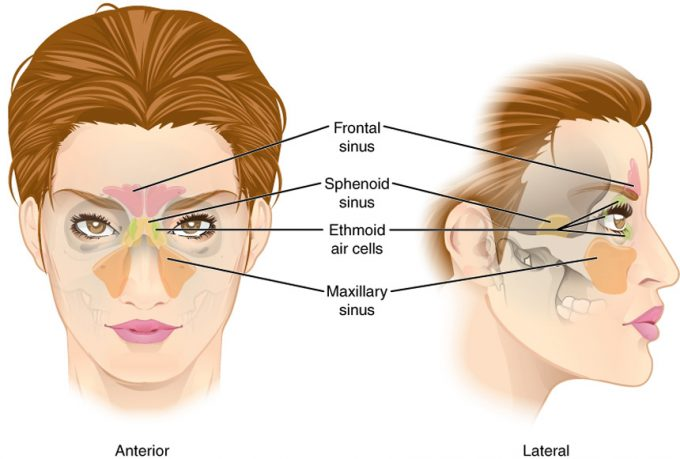 Frontal
sinus
Sphenoid
sinus
Ethmoid
air cells
Maxillary
sinus
Anterior
Lateral